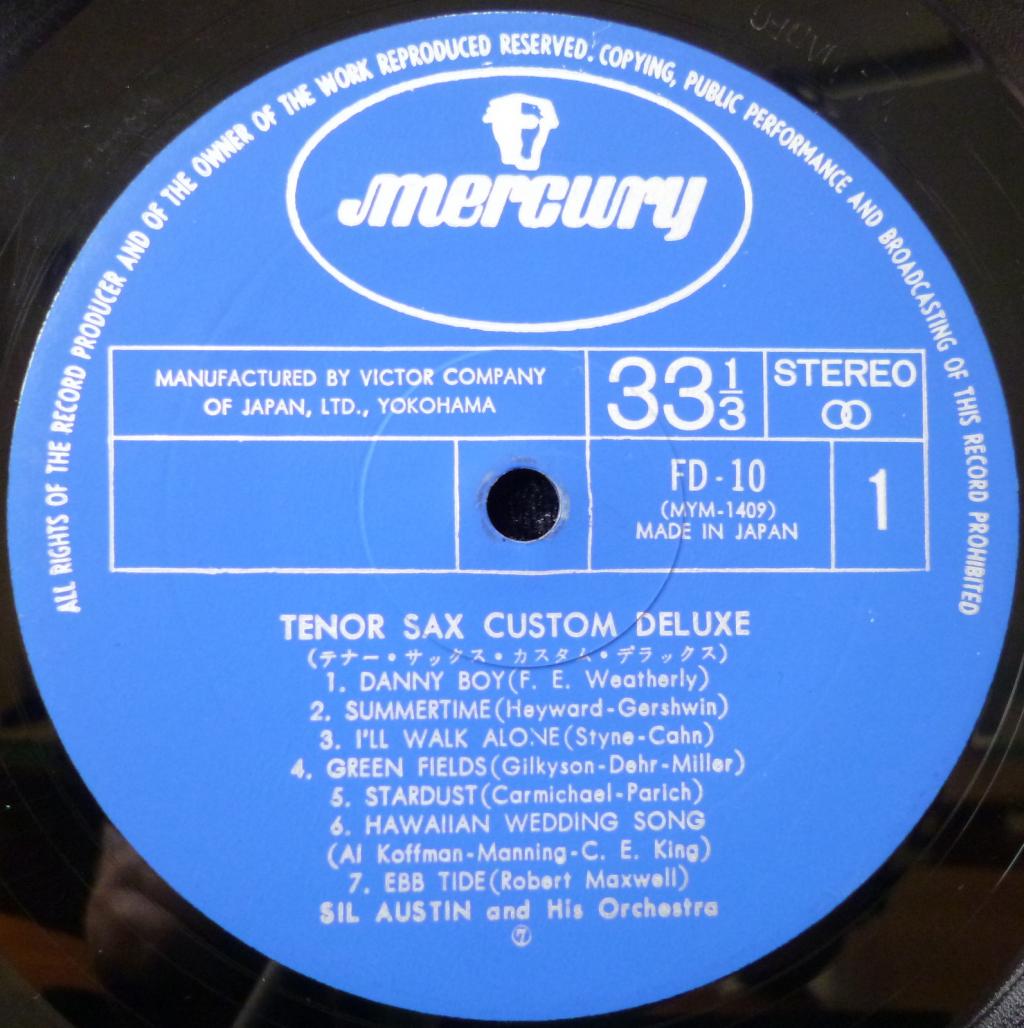 ALL RIGHTS OF THE RECORD PRODUCER AND OF THE OWNER OF THE WORK REPRODUCED RESERVED. COPYING, PUBLIC PERFORMANCE AND BROADCASTING OF THIS RECORD PROHIBITED
mercury
MANUFACTURED BY VICTOR COMPANY
OF JAPAN, LTD., YOKOHAMA
33 1/3
STEREO
FD-10
(MYM-1409)
MADE IN JAPAN
1
TENOR SAX CUSTOM DELUXE
(テナー・サックス・カスタム・デラックス)
1. DANNY BOY(F. E. Weatherly)
2. SUMMERTIME(Heyward-Gershwin)
3. I'LL WALK ALONE(Styne-Cahn)
4. GREEN FIELDS(Gilkyson-Dehr-Miller)
5. STARDUST(Carmichael-Parich)
6. HAWAIIAN WEDDING SONG
(Al Koffman-Manning-C. E. King)
7. EBB TIDE(Robert Maxwell)
SIL AUSTIN and His Orchestra
⑦